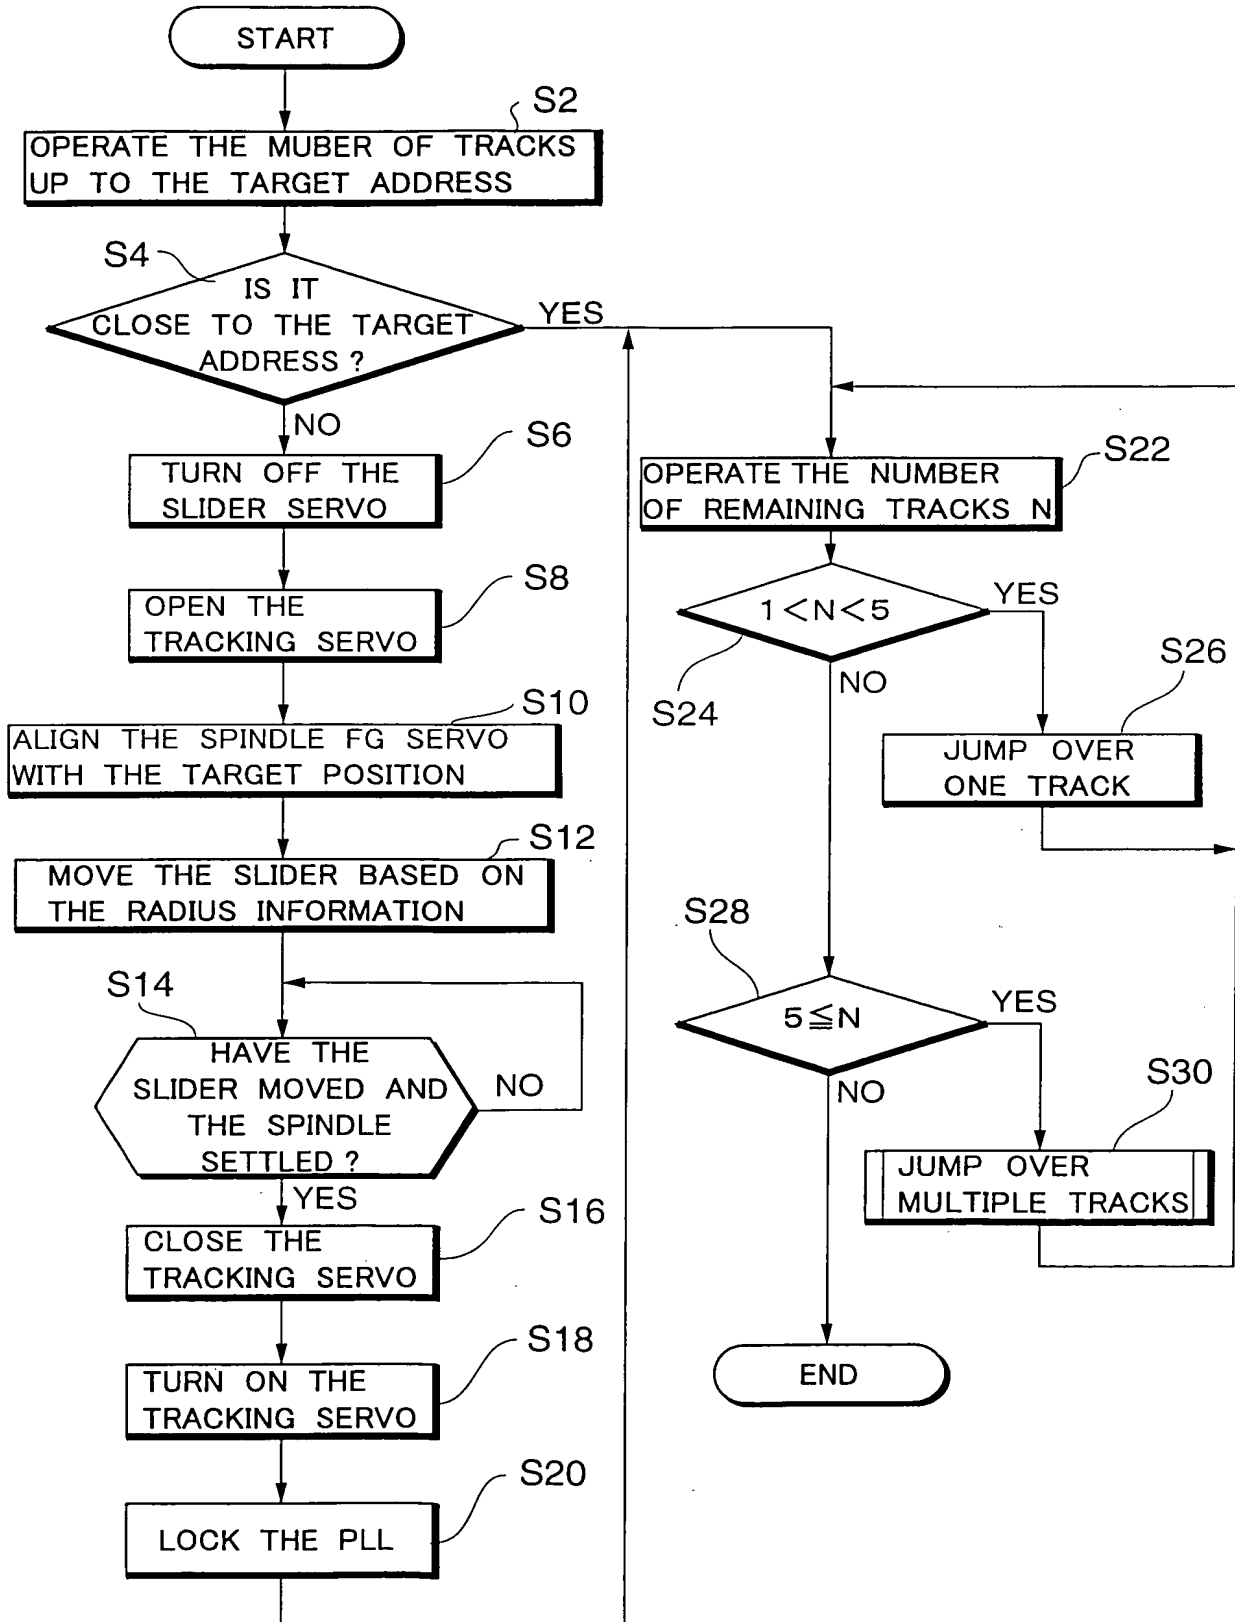 START
S2
OPERATE THE MUBER OF TRACKS
UP TO THE TARGET ADDRESS
S4
IS IT
CLOSE TO THE TARGET
ADDRESS ?
YES
NO
S6
TURN OFF THE
SLIDER SERVO
S8
OPEN THE
TRACKING SERVO
S10
ALIGN THE SPINDLE FG SERVO
WITH THE TARGET POSITION
S12
MOVE THE SLIDER BASED ON
THE RADIUS INFORMATION
S14
HAVE THE
SLIDER MOVED AND
THE SPINDLE
SETTLED ?
NO
YES
S16
CLOSE THE
TRACKING SERVO
S18
TURN ON THE
TRACKING SERVO
S20
LOCK THE PLL
S22
OPERATE THE NUMBER
OF REMAINING TRACKS N
S24
1<N<5
YES
NO
S26
JUMP OVER
ONE TRACK
S28
5≦N
YES
NO
S30
JUMP OVER
MULTIPLE TRACKS
END